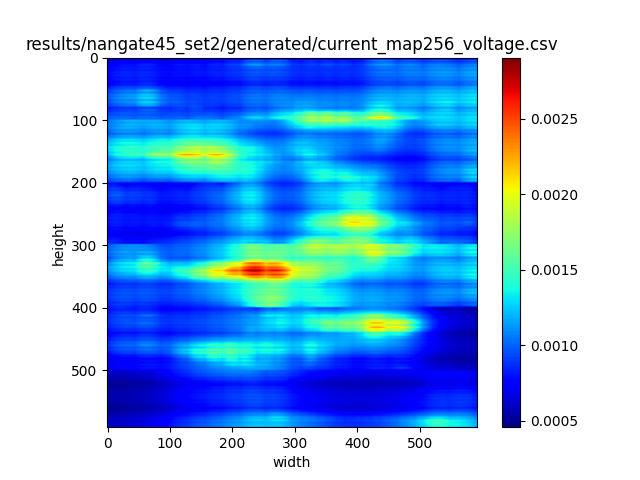 results/nangate45_set2/generated/current_map256_voltage.csv
0
100
200
300
400
500
height
0 100 200 300 400 500
width
0.0025
0.0020
0.0015
0.0010
0.0005